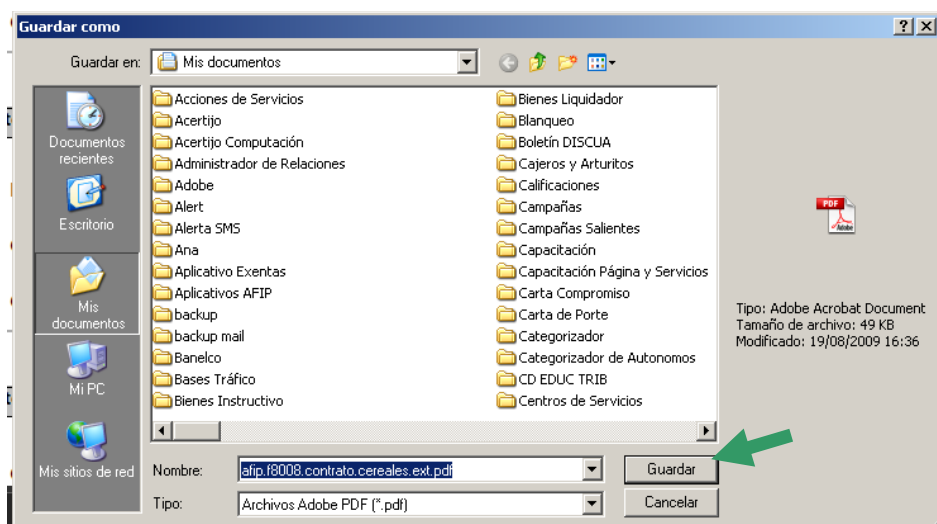 Guardar como
Guardar en: Mis documentos
Documentos recientes
Escritorio
Mis documentos
Mi PC
Mis sitios de red
Acciones de Servicios
Acertijo
Acertijo Computación
Administrador de Relaciones
Adobe
Alert
Alerta SMS
Ana
Aplicativo Exentas
Aplicativos AFIP
backup
backup mail
Banelco
Bases Tráfico
Bienes Instructivo
Bienes Liquidador
Blanqueo
Boletín DISCUA
Cajeros y Arturitos
Calificaciones
Campañas
Campañas Salientes
Capacitación
Capacitación Página y Servicios
Carta Compromiso
Carta de Porte
Categorizador
Categorizador de Autonomos
CD EDUC TRIB
Centros de Servicios
PDF
Adobe
Tipo: Adobe Acrobat Document
Tamaño de archivo: 49 KB
Modificado: 19/08/2009 16:36
Nombre: afip.f8008.contrato.cereales.ext.pdf Guardar
Tipo: Archivos Adobe PDF (*.pdf) Cancelar